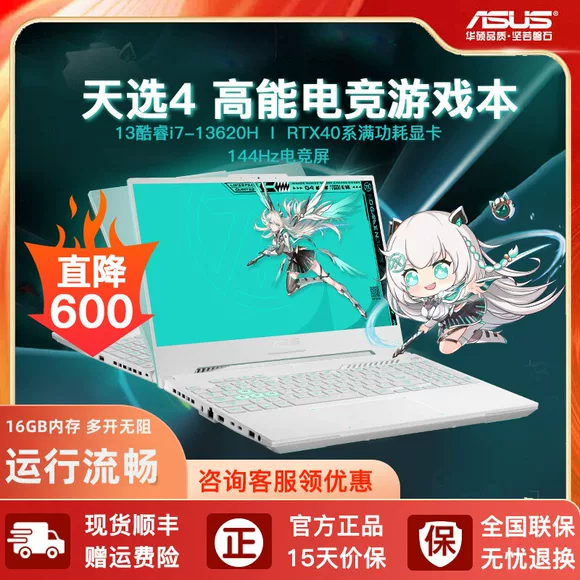 ASUS
华硕品质·坚若磐石
天选4 高能电竞游戏本
13酷睿i7-13620H | RTX40系满功耗显卡
144Hz电竞屏
直降
600
ASUS
16GB内存 多开无阻
运行流畅
咨询客服领优惠
现货顺丰
赠运费险
正
官方正品
15天价保
保
全国联保
无忧退换